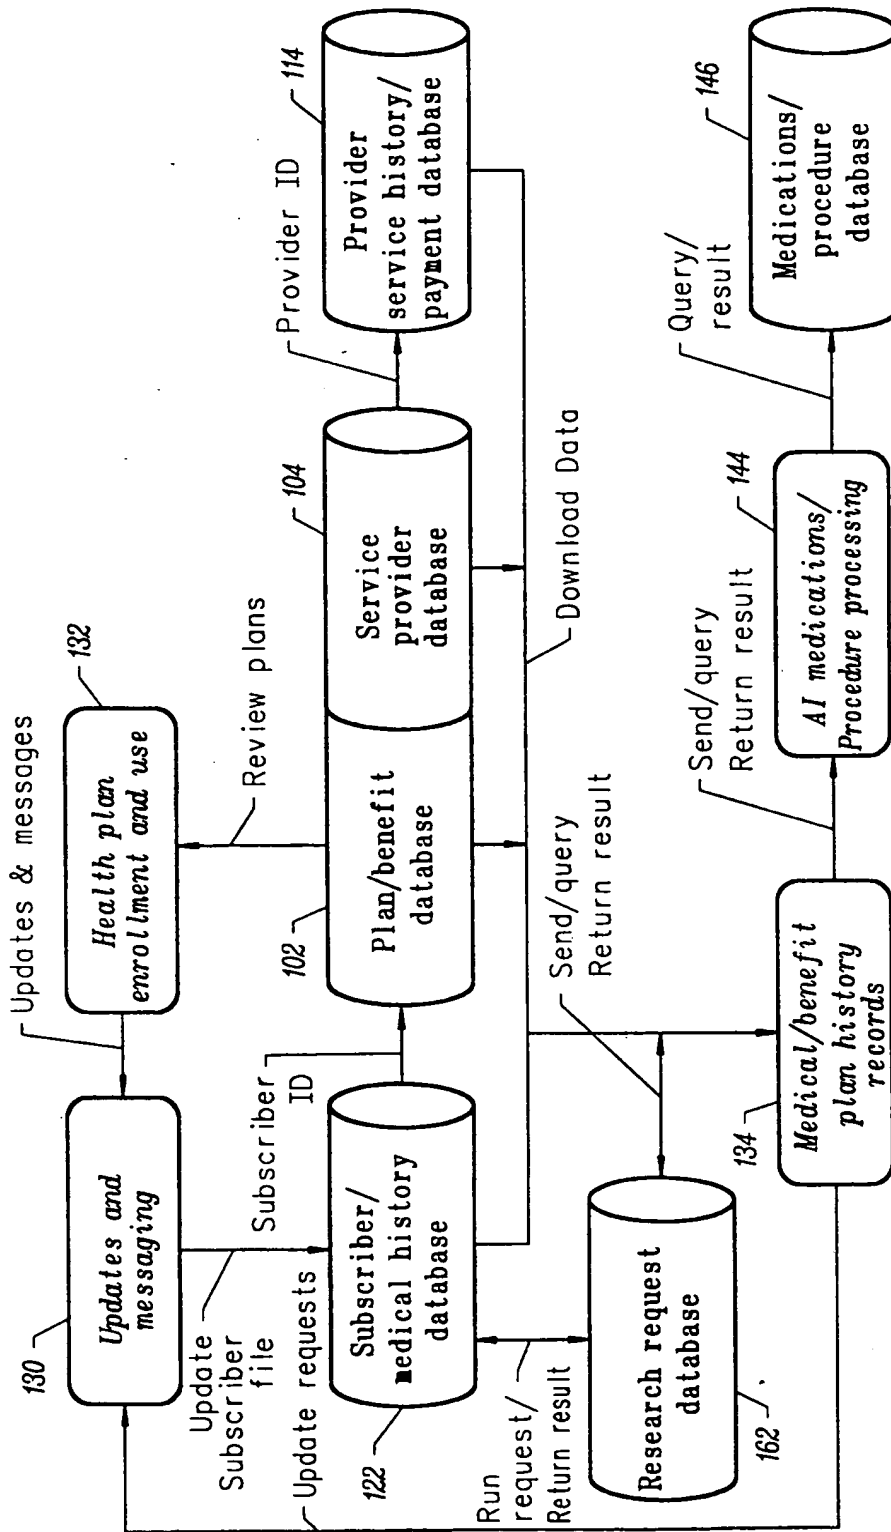 Updates & messages
132
Health plan
enrollment and use
130
Updates and
messaging
Review plans
Update
Subscriber
file
Update requests
Subscriber
ID
122
Subscriber/
medical history
database
102
Plan/benefit
database
104
Service
provider
database
Provider ID
114
Provider
service history/
payment database
Run
request/
Return result
Send/query
Return result
Download Data
162
Research request
database
134
Medical/benefit
plan history
records
Send/query
Return result
144
AI medications/
Procedure processing
Query/
result
146
Medications/
procedure
database